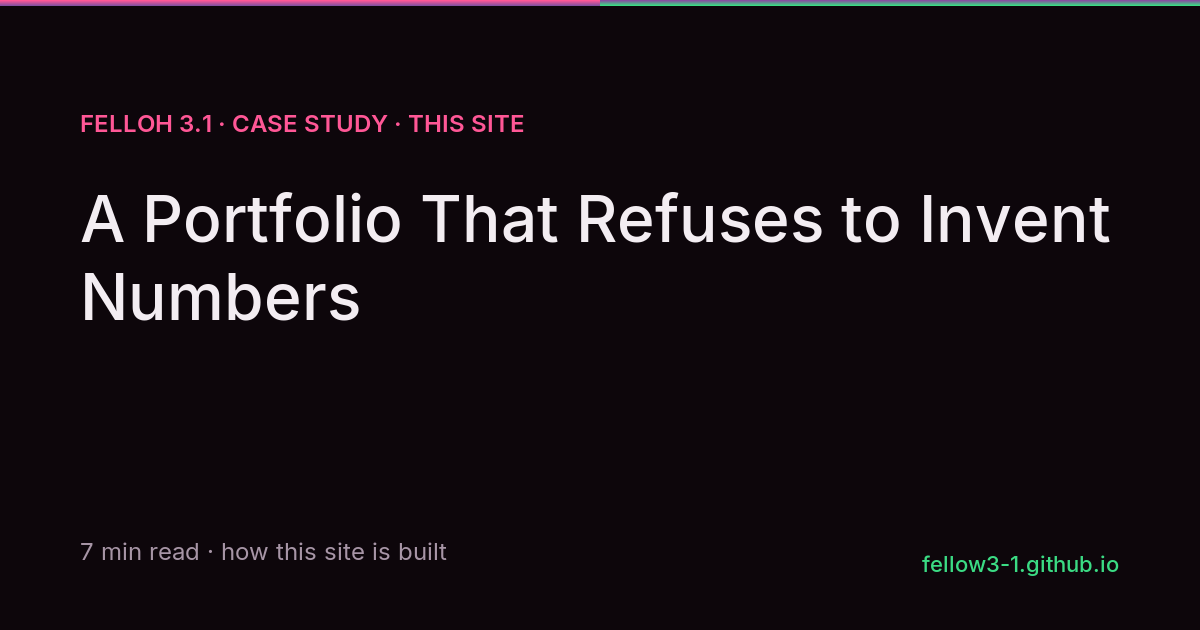 FELLOH 3.1 · CASE STUDY · THIS SITE
A Portfolio That Refuses to Invent
Numbers
7 min read · how this site is built
fellow3-1.github.io